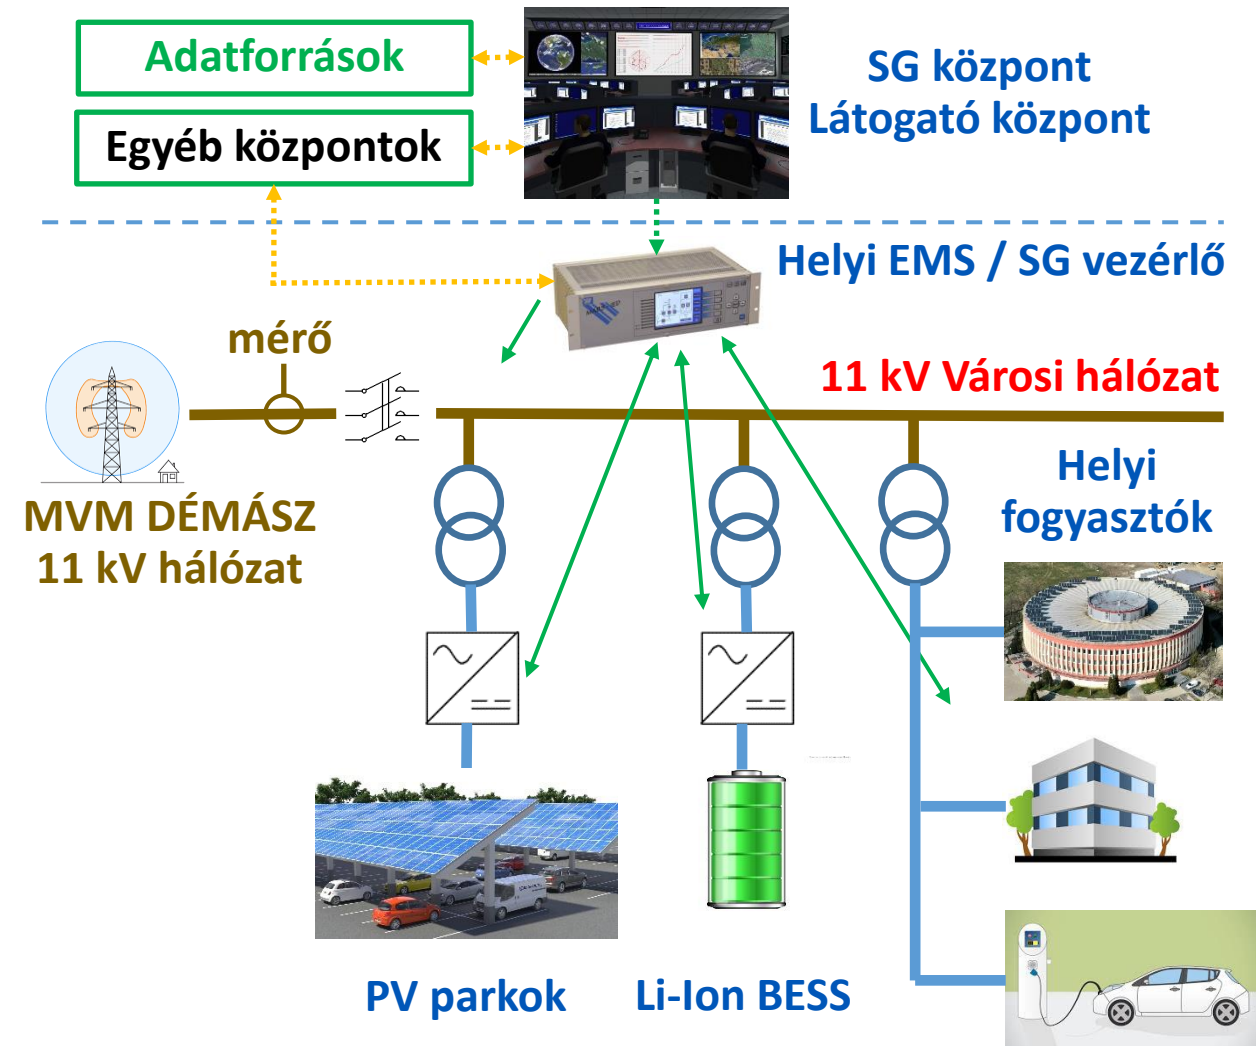 Adatforrások
SG központ
Látogató központ
Egyéb központok
Helyi EMS / SG vezérlő
mérő
11 kV Városi hálózat
MVM DÉMÁSZ
11 kV hálózat
Helyi
fogyasztók
PV parkok
Li-Ion BESS